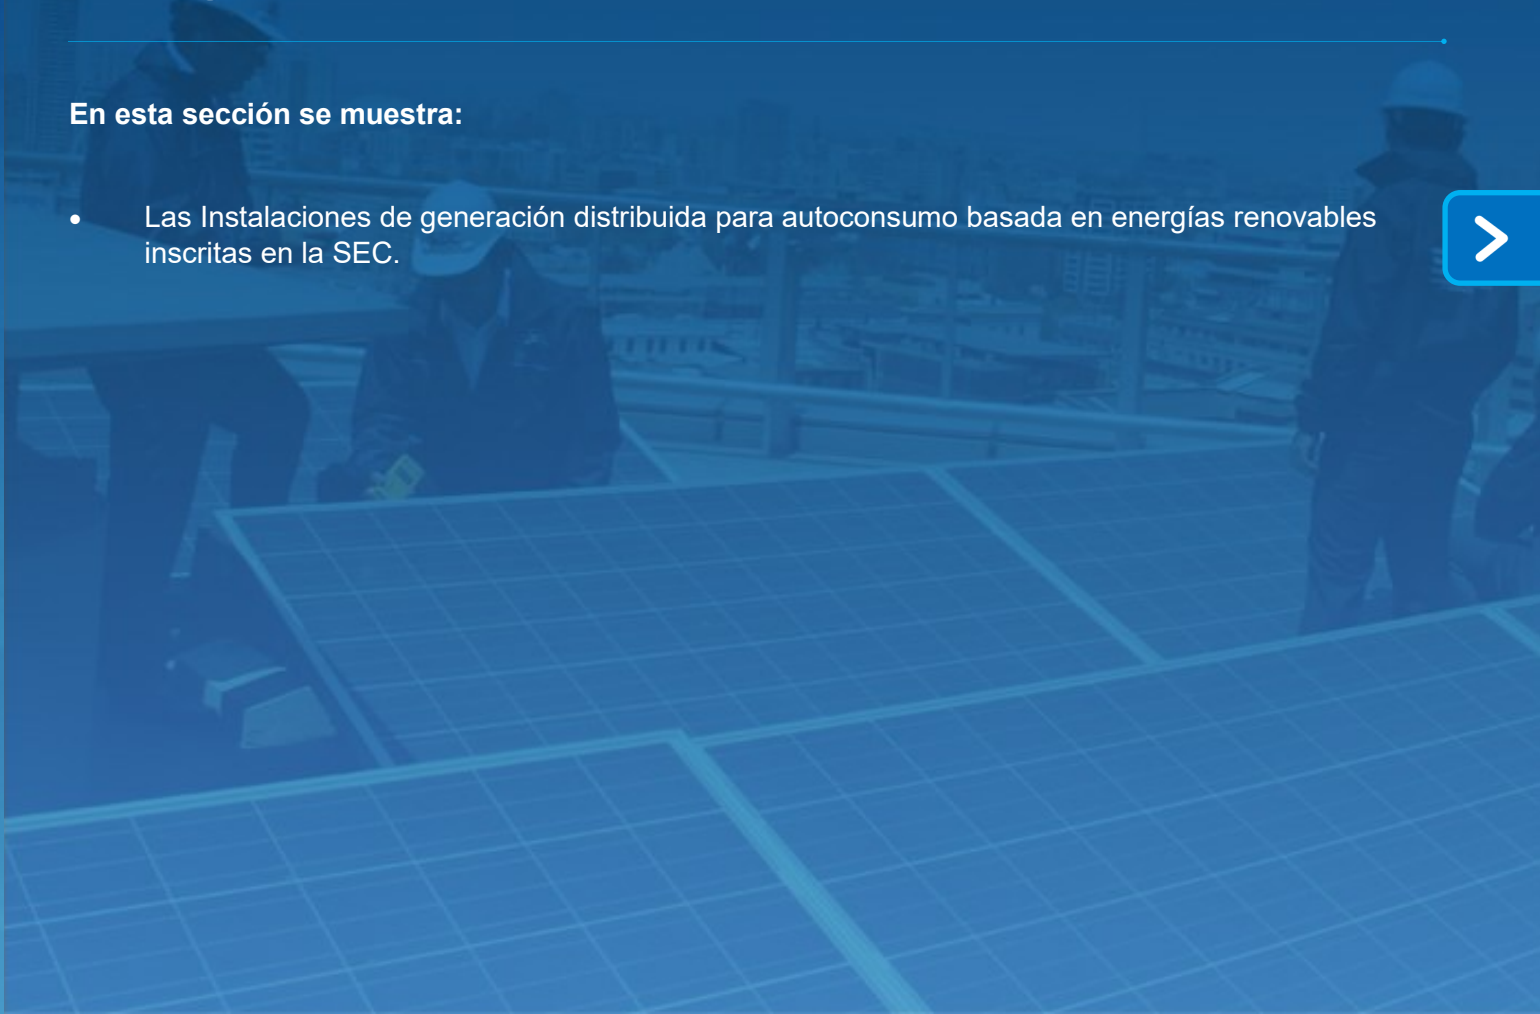 En esta sección se muestra:
• Las Instalaciones de generación distribuida para autoconsumo basada en energías renovables
inscritas en la SEC.